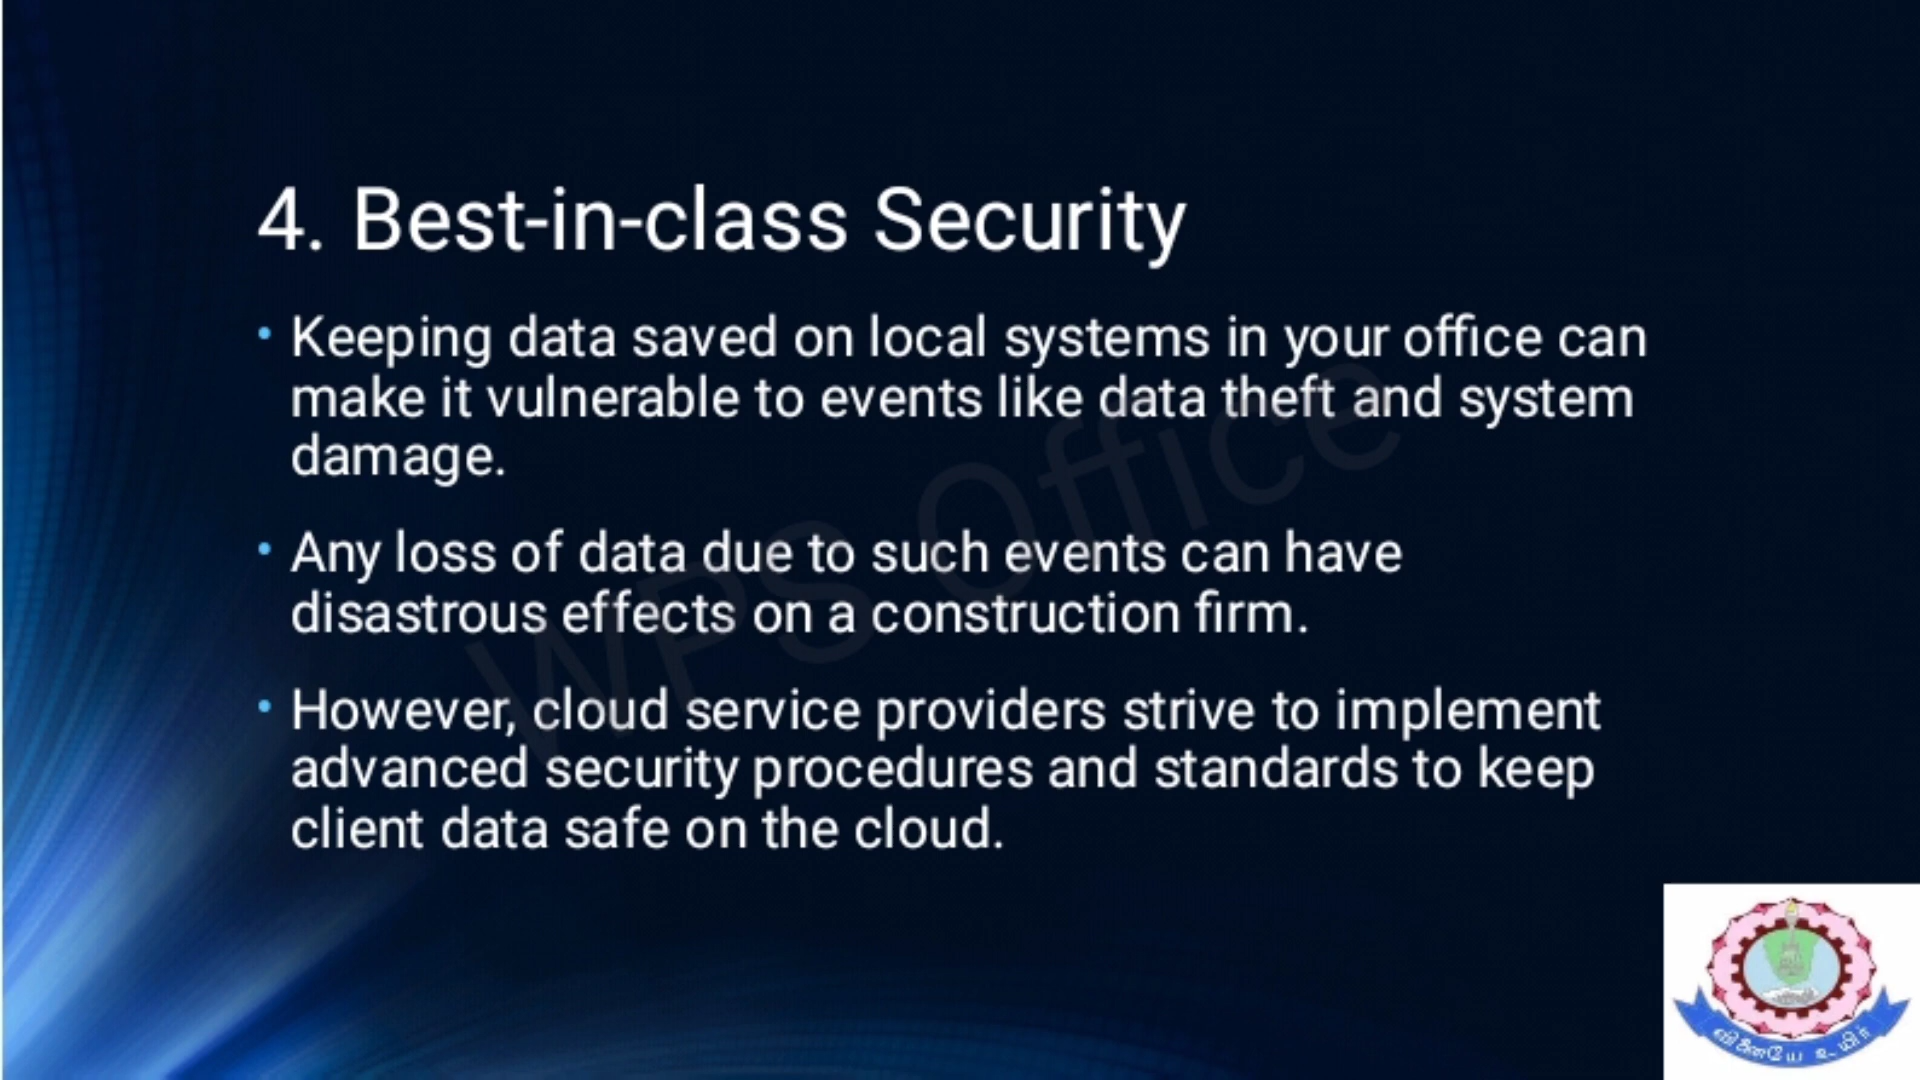 4. Best-in-class Security
• Keeping data saved on local systems in your office can
make it vulnerable to events like data theft and system
damage.
• Any loss of data due to such events can have
disastrous effects on a construction firm.
• However, cloud service providers strive to implement
advanced security procedures and standards to keep
client data safe on the cloud.
WPS Office
வினையே உயிர்